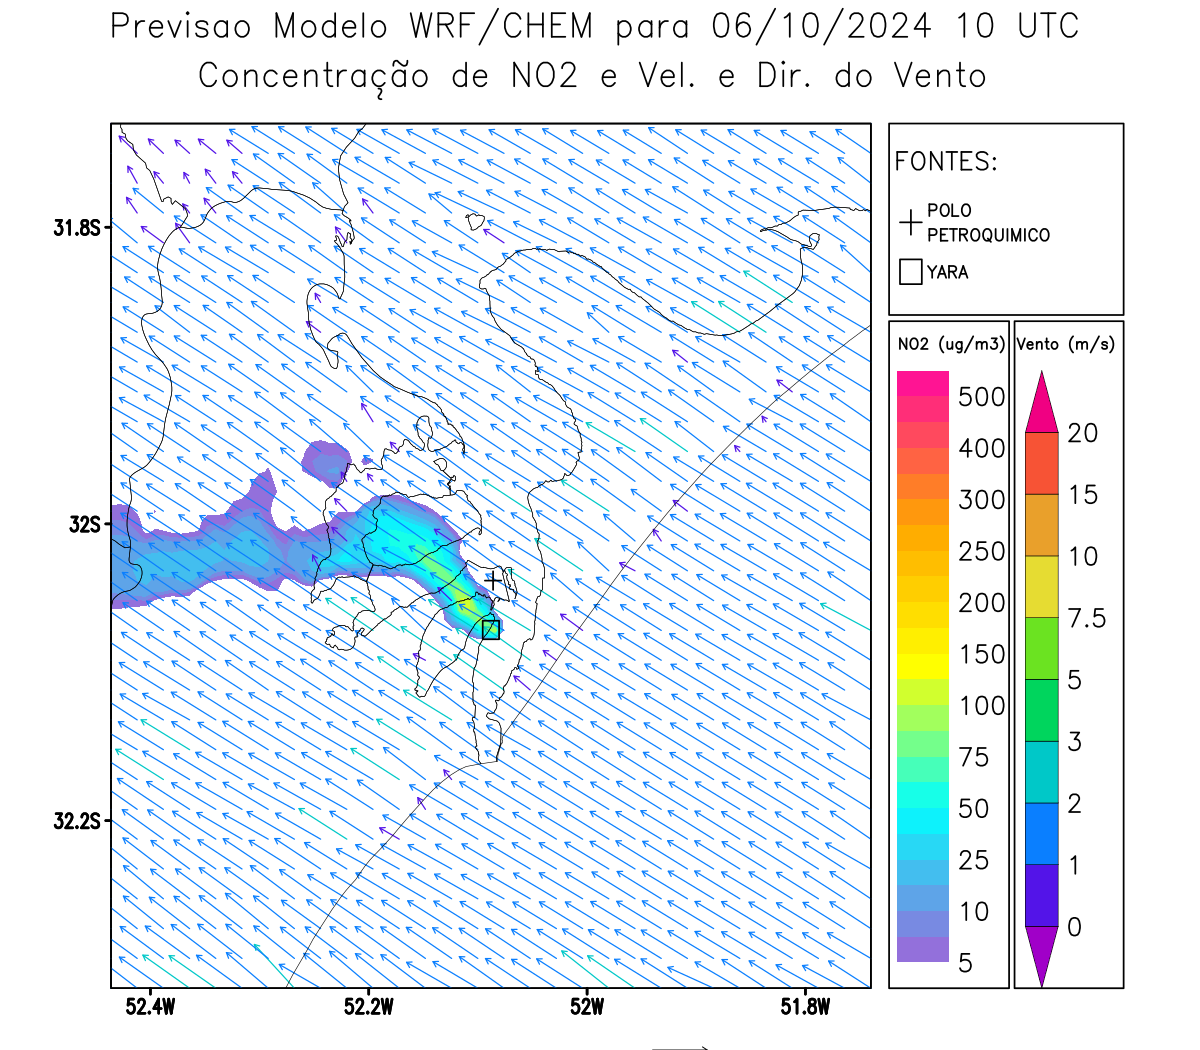 Previsao Modelo WRF/CHEM para 06/10/2024 10 UTC
Concentração de NO2 e Vel. e Dir. do Vento
FONTES:
POLO
PETROQUIMICO
YARA
31.8S
32S
32.2S
52.4W
52.2W
52W
51.8W
NO2 (ug/m3)
500
400
300
250
200
150
100
75
50
25
10
5
Vento (m/s)
20
15
10
7.5
5
3
2
1
0